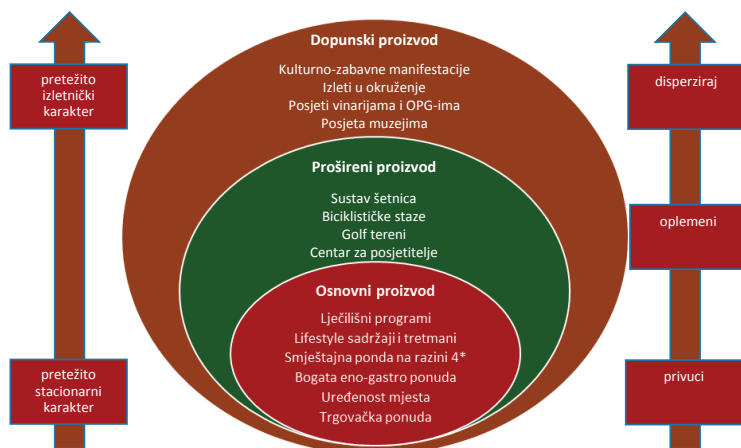 Dopunski proizvod
Kulturno-zabavne manifestacije
Izleti u okruženje
Posjeti vinarijama i OPG-ima
Posjeta muzejima
pretežito
izletnički
karakter
disperziraj
Prošireni proizvod
Sustav šetnica
Biciklističke staze
Golf tereni
Centar za posjetitelje
oplemeni
Osnovni proizvod
Lječilišni programi
Lifestyle sadržaji i tretmani
Smještajna ponda na razini 4*
Bogata eno-gastro ponuda
Uređenost mjesta
Trgovačka ponuda
pretežito
stacionarni
karakter
privuci